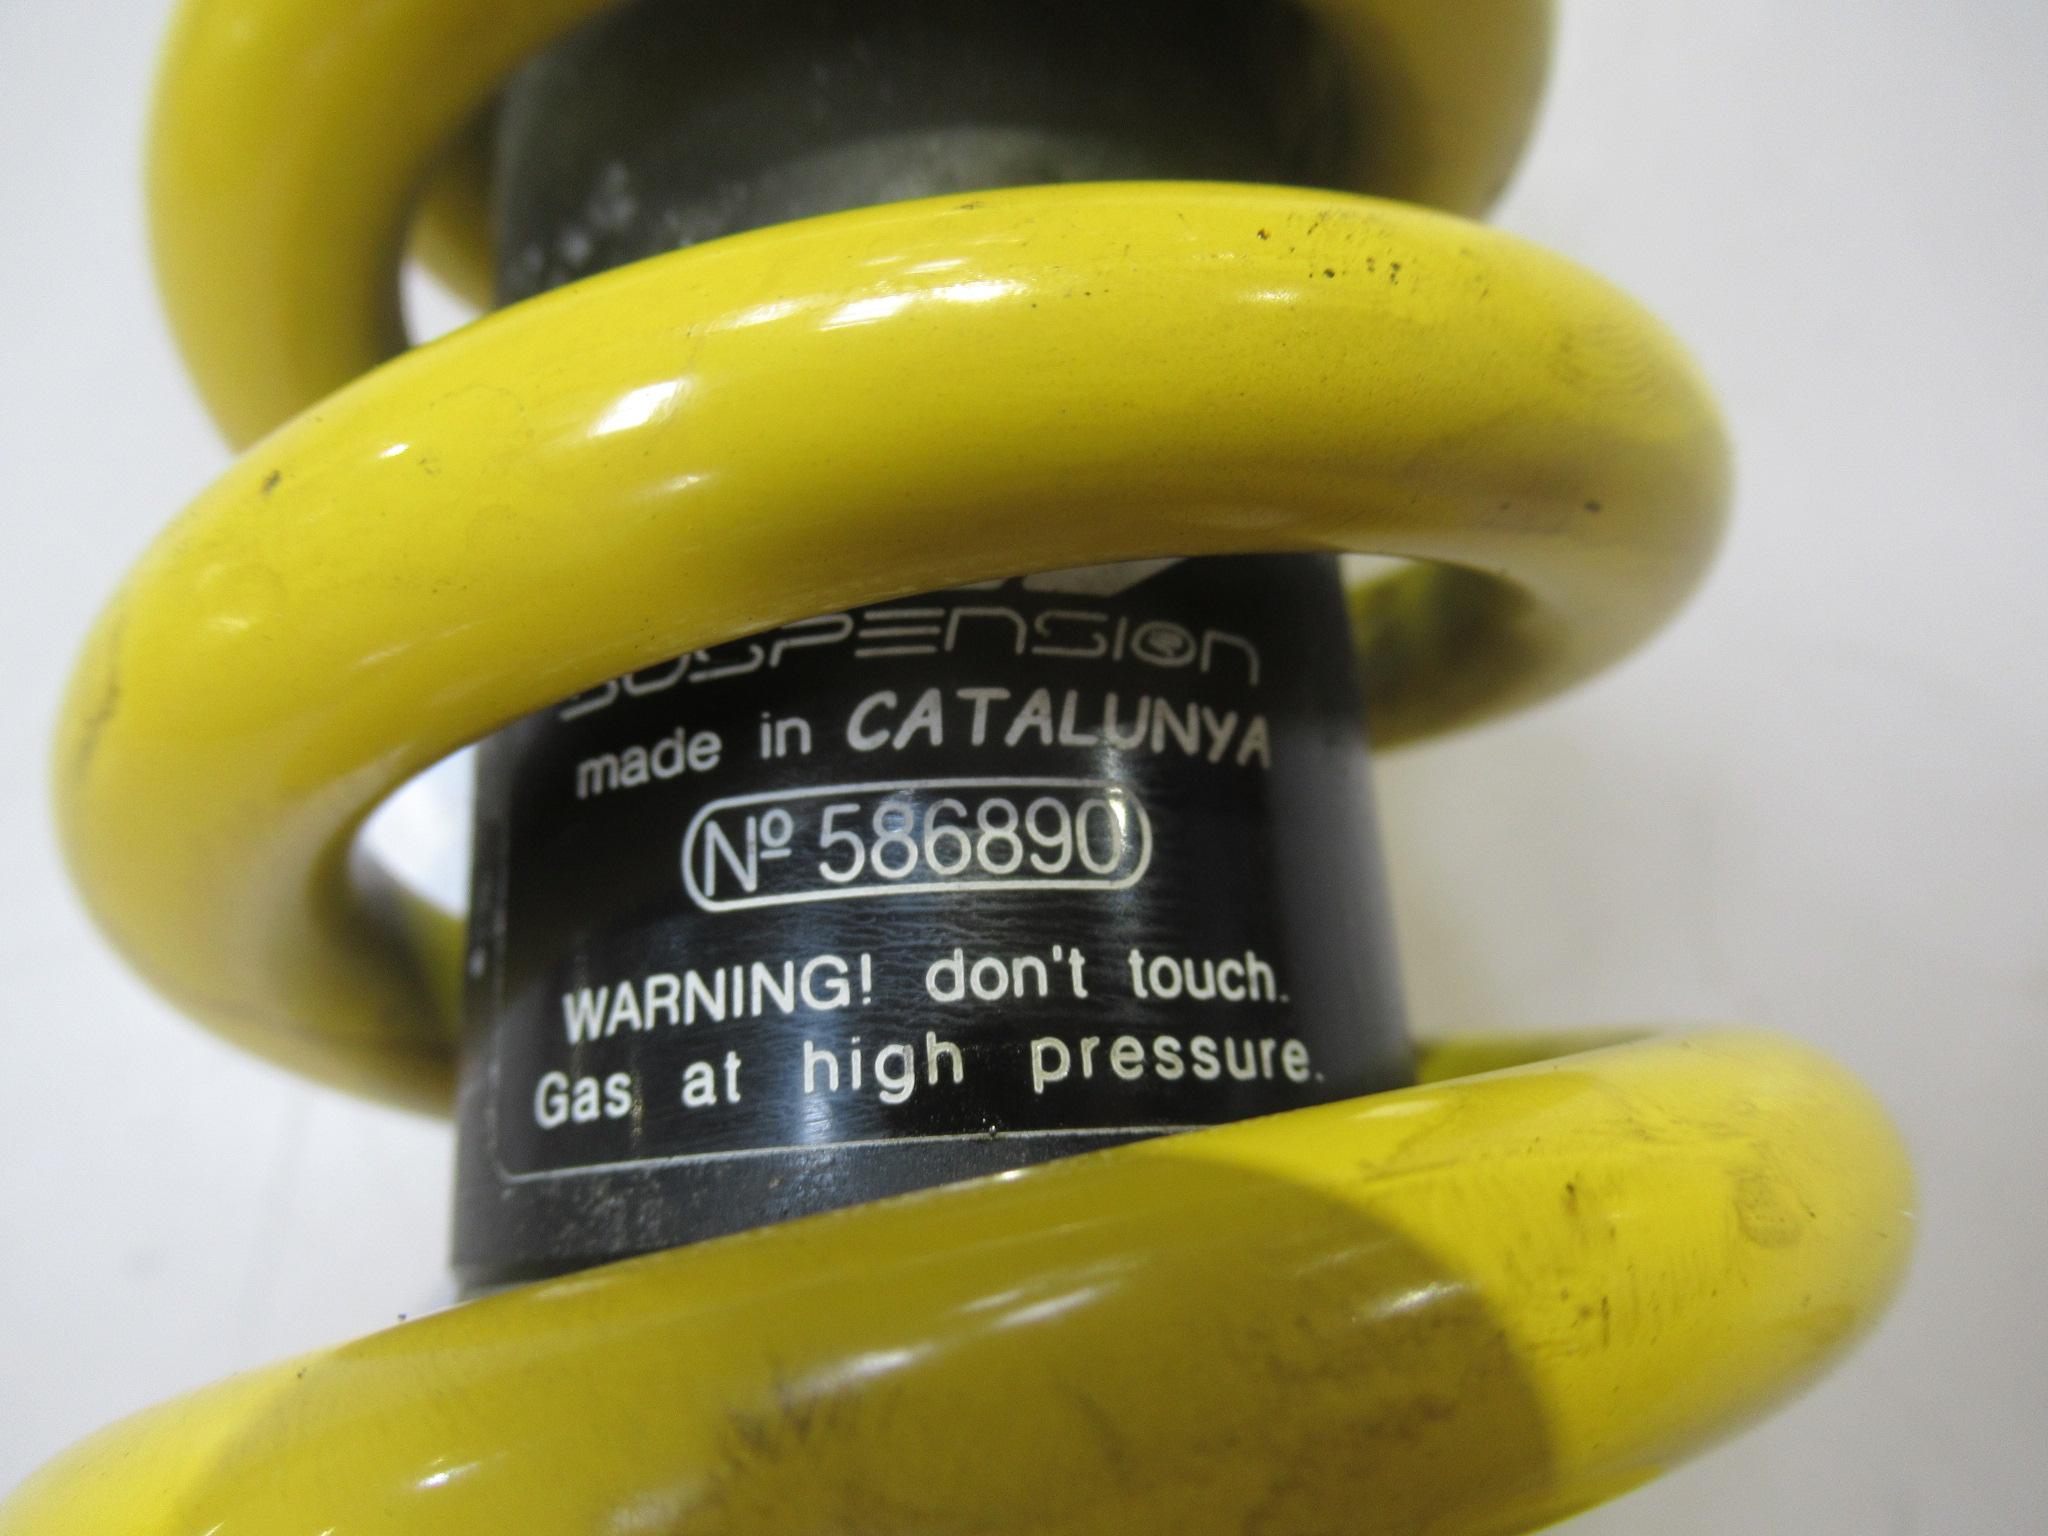 SUSPENSION
made in CATALUNYA
Nº 586890
WARNING! don't touch.
Gas at high pressure.